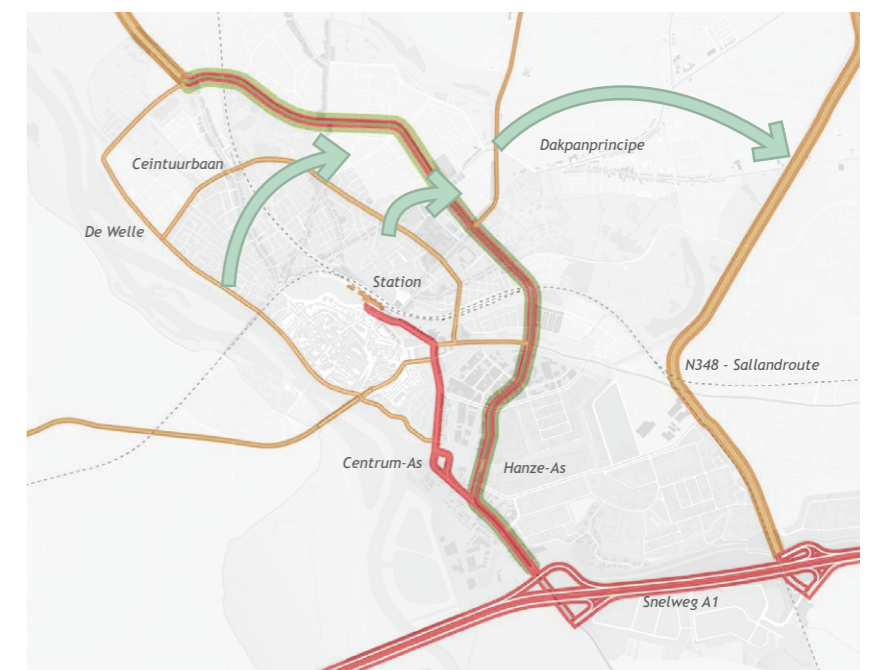 Dakpanprincipe
Ceintuurbaan
De Welle
Station
N348 - Sallandroute
Centrum-As
Hanze-As
Snelweg A1